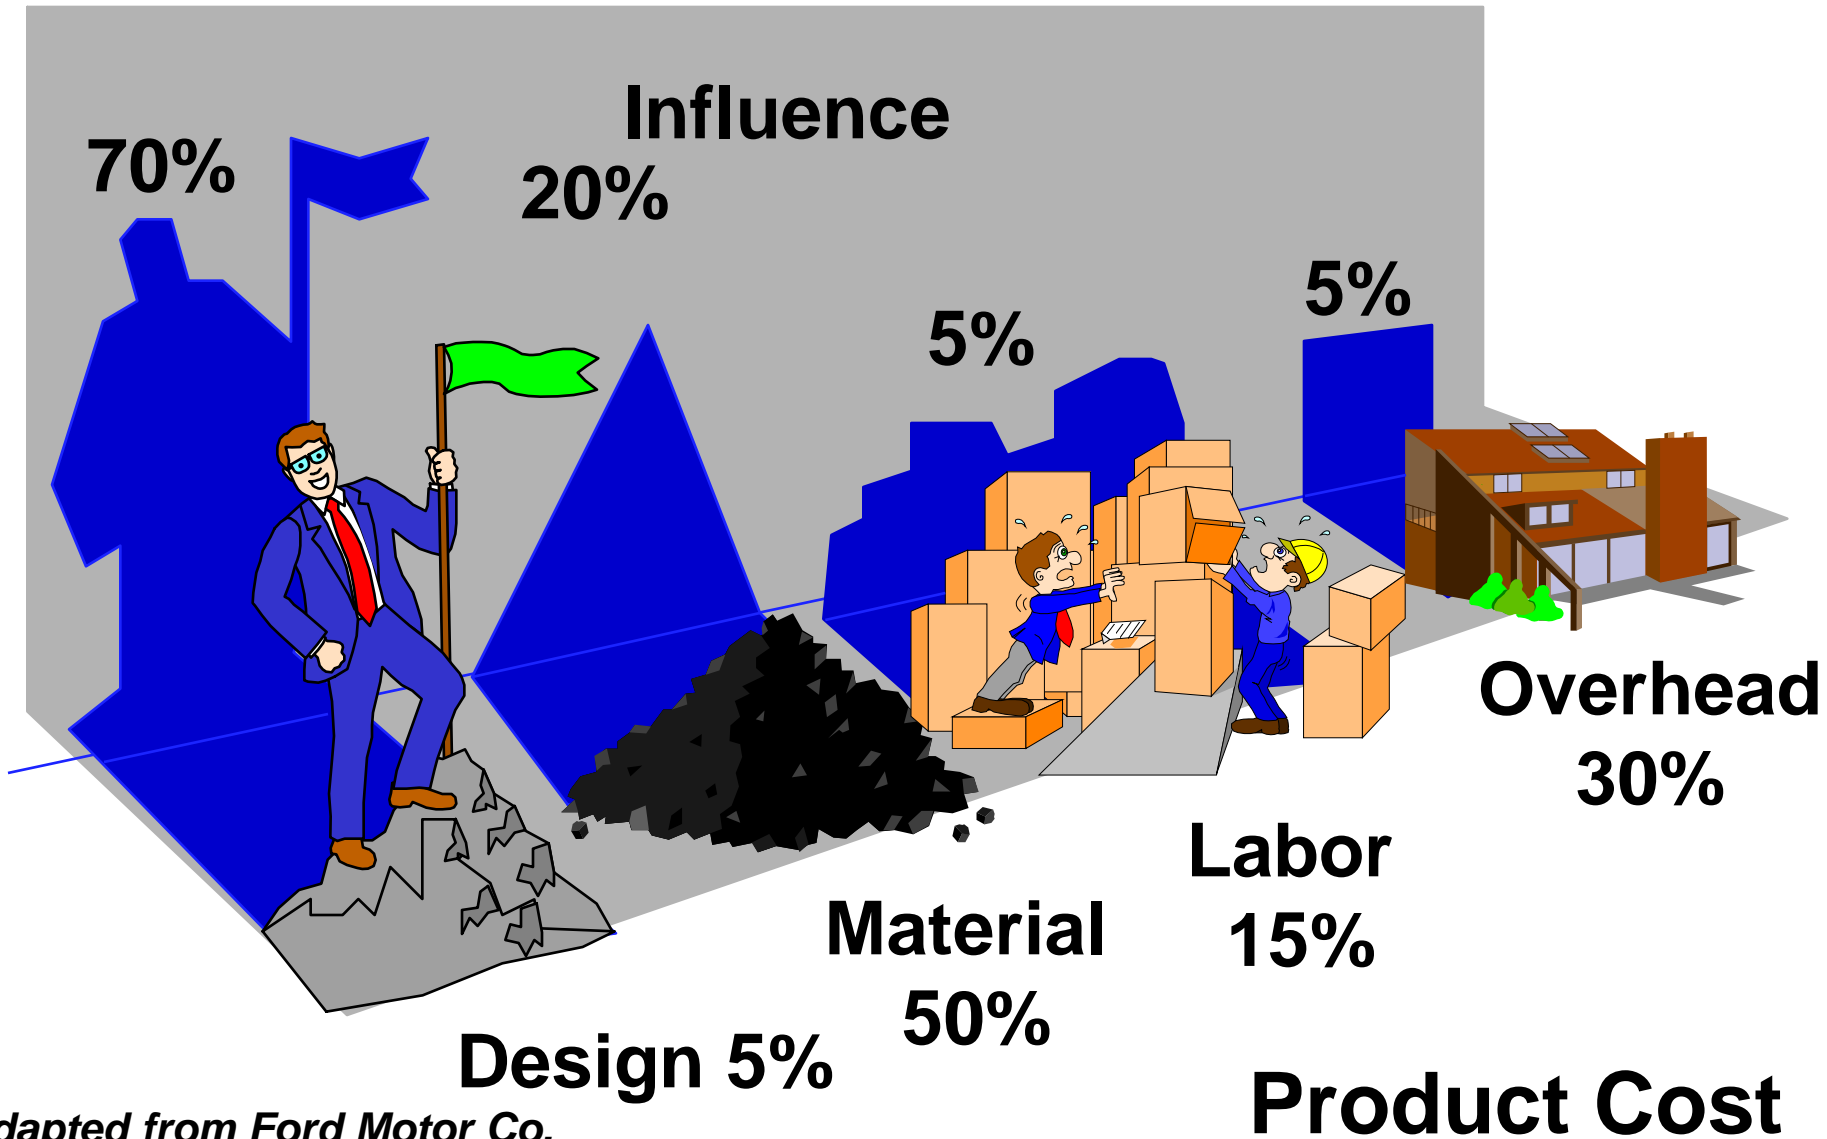 Influence
70%
20%
5%
5%
Overhead
30%
Labor
15%
Material
50%
Design 5%
Product Cost
dapted from Ford Motor Co.